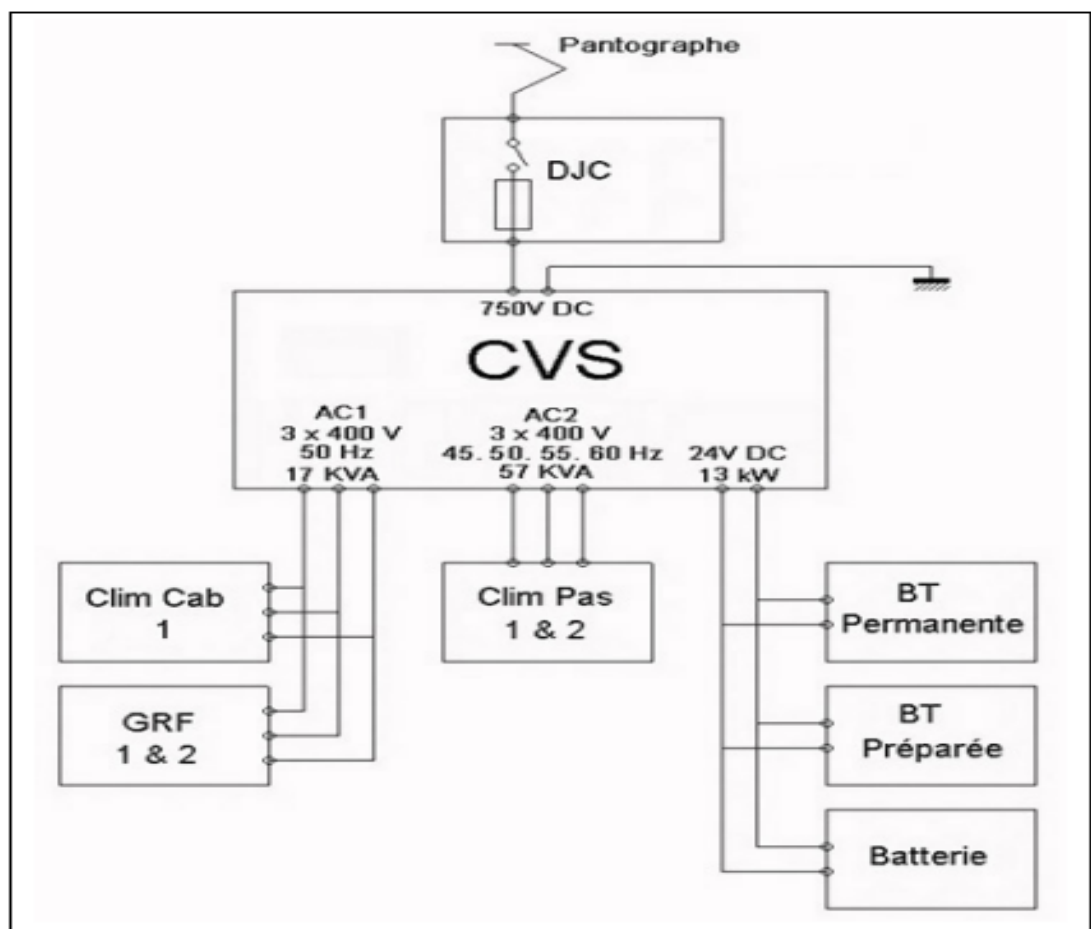 Pantographe
DJC
750V DC
CVS
AC1
3 x 400 V
50 Hz
17 KVA
AC2
3 x 400 V
45. 50. 55. 60 Hz
57 KVA
24V DC
13 kW
Clim Cab
1
GRF
1 & 2
Clim Pas
1 & 2
BT
Permanente
BT
Préparée
Batterie